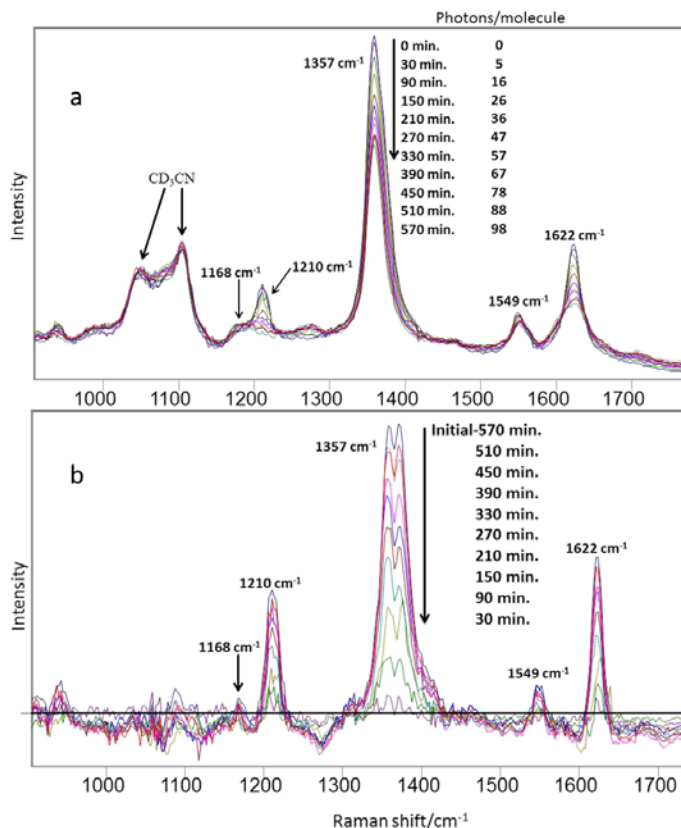 Photons/molecule
1357 cm-1
0 min. 0
30 min. 5
90 min. 16
150 min. 26
210 min. 36
270 min. 47
330 min. 57
390 min. 67
450 min. 78
510 min. 88
570 min. 98
a
CD3CN
1168 cm-1
1210 cm-1
1549 cm-1
1622 cm-1
Intensity
1000 1100 1200 1300 1400 1500 1600 1700
b
1357 cm-1
Initial-570 min.
510 min.
450 min.
390 min.
330 min.
270 min.
210 min.
150 min.
90 min.
30 min.
1622 cm-1
1210 cm-1
1168 cm-1
1549 cm-1
Intensity
1000 1100 1200 1300 1400 1500 1600 1700
Raman shift/cm-1